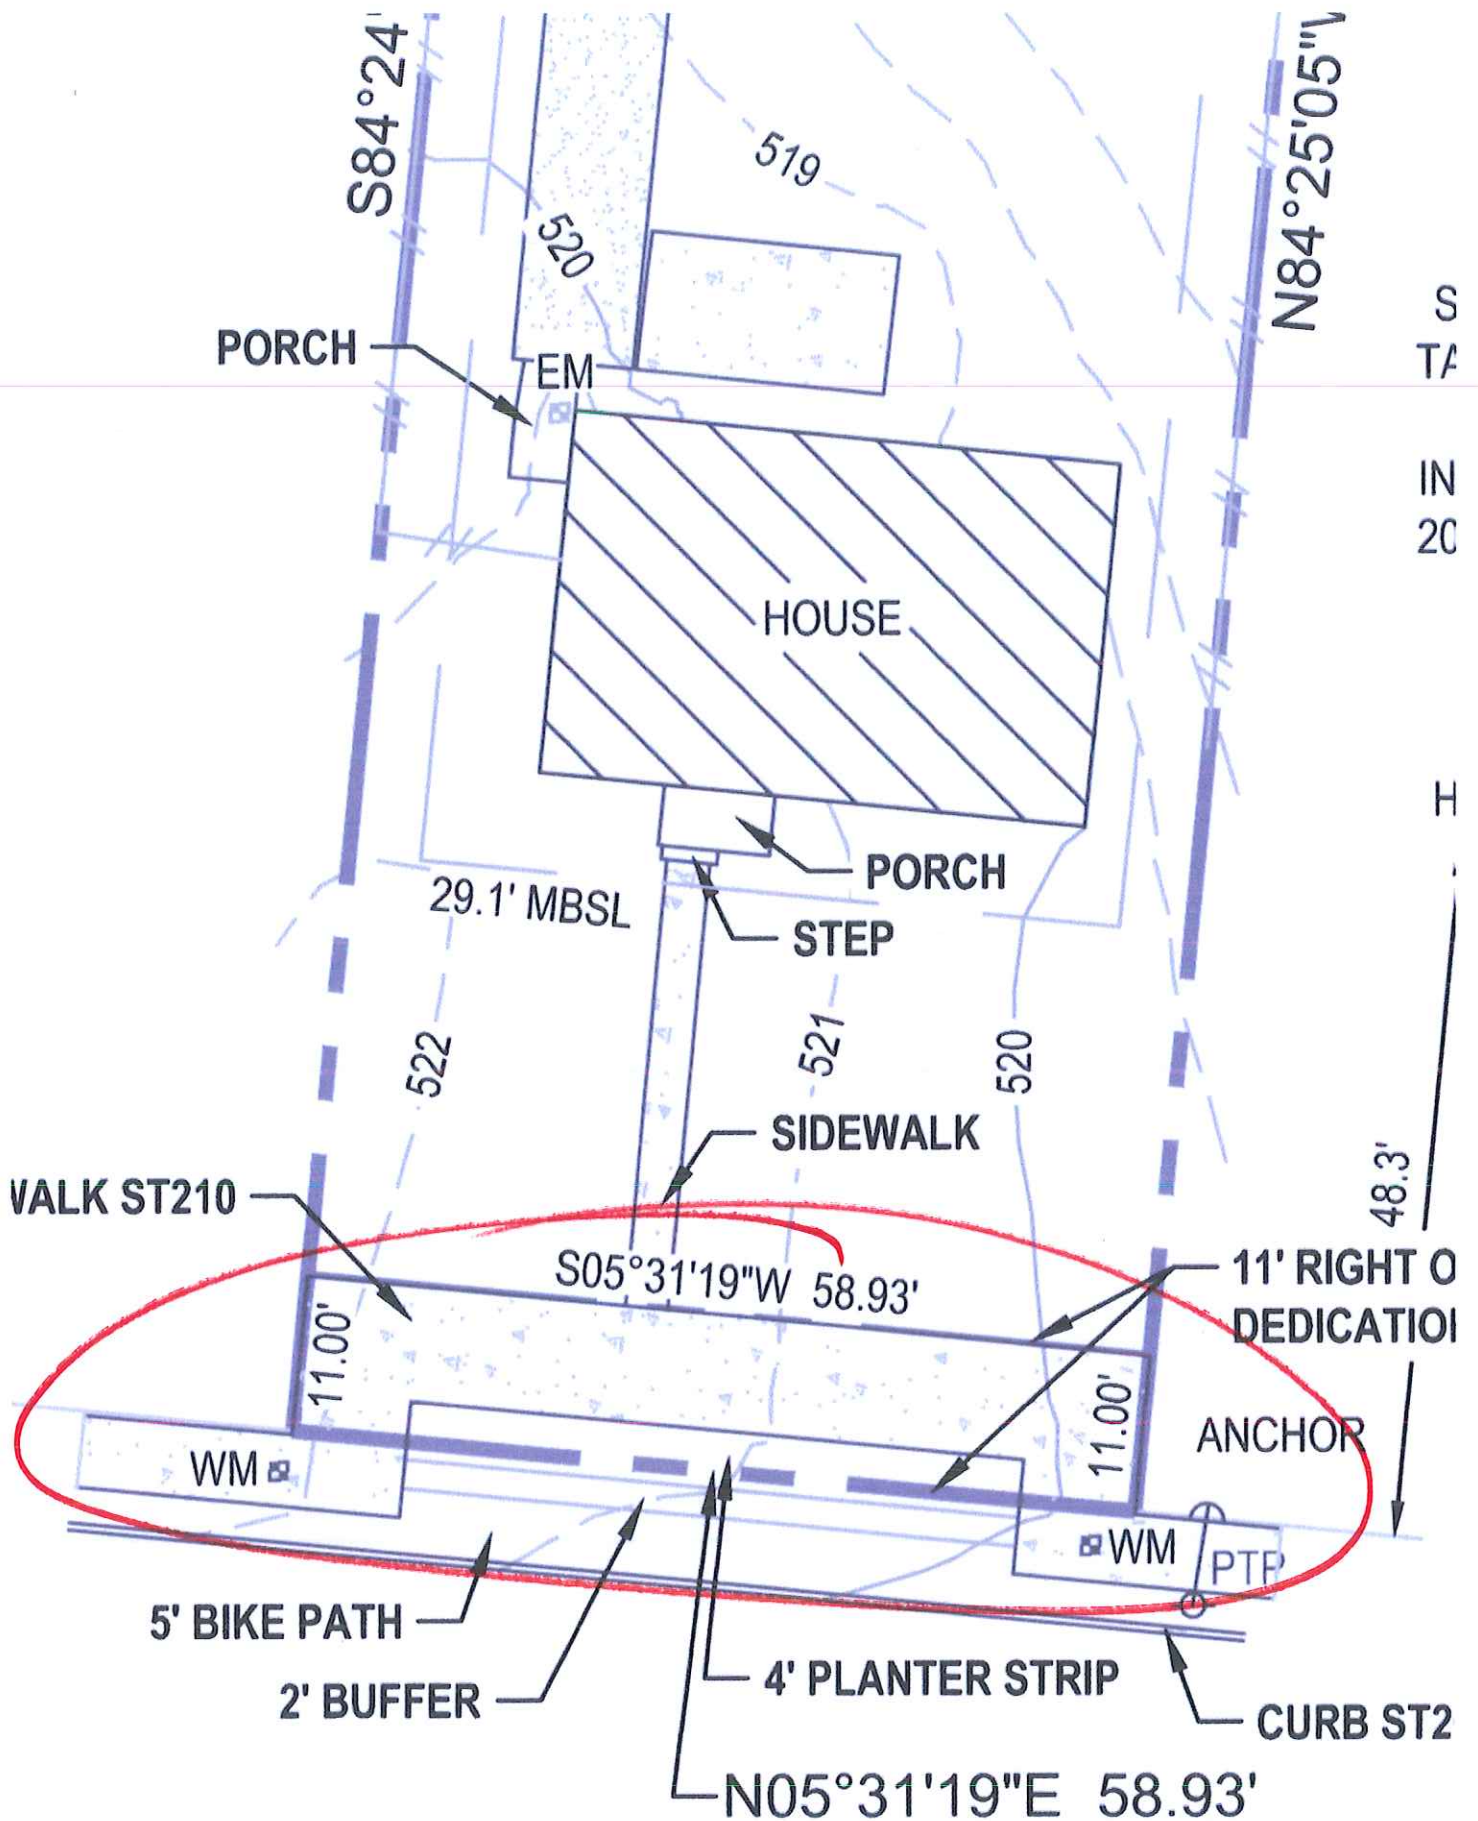 S84°24'
N84°25'05"
519
520
S
TA
PORCH
EM
IN
20
HOUSE
H
PORCH
29.1' MBSL
STEP
522
521
520
SIDEWALK
48.3'
WALK ST210
S05°31'19"W 58.93'
11' RIGHT O
DEDICATIO
11.00'
11.00'
ANCHOR
WM
WM
PTP
5' BIKE PATH
2' BUFFER
4' PLANTER STRIP
CURB ST2
N05°31'19"E 58.93'